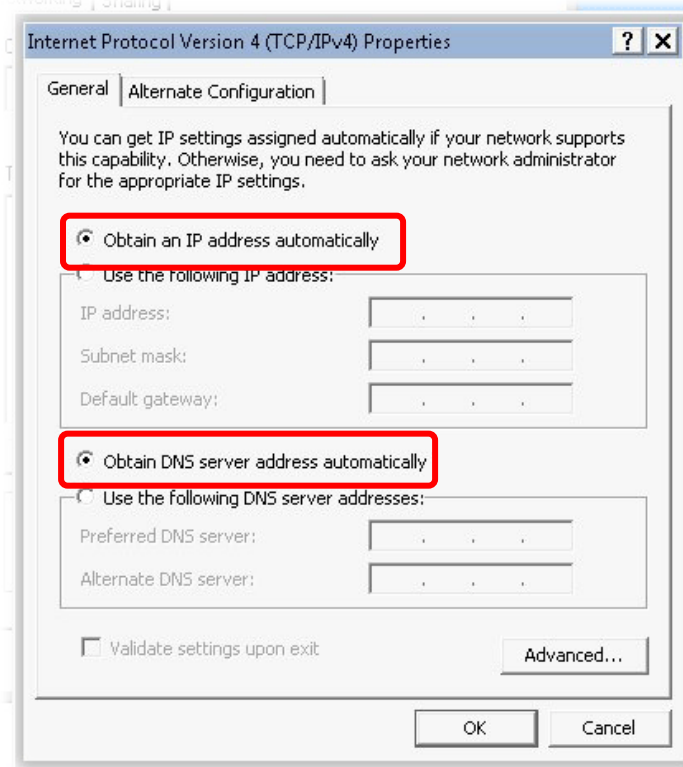 Sharing
Internet Protocol Version 4 (TCP/IPv4) Properties
General
Alternate Configuration
You can get IP settings assigned automatically if your network supports
this capability. Otherwise, you need to ask your network administrator
for the appropriate IP settings.
Obtain an IP address automatically
Use the following IP address:
IP address:
Subnet mask:
Default gateway:
Obtain DNS server address automatically
Use the following DNS server addresses:
Preferred DNS server:
Alternate DNS server:
Validate settings upon exit
Advanced...
OK
Cancel